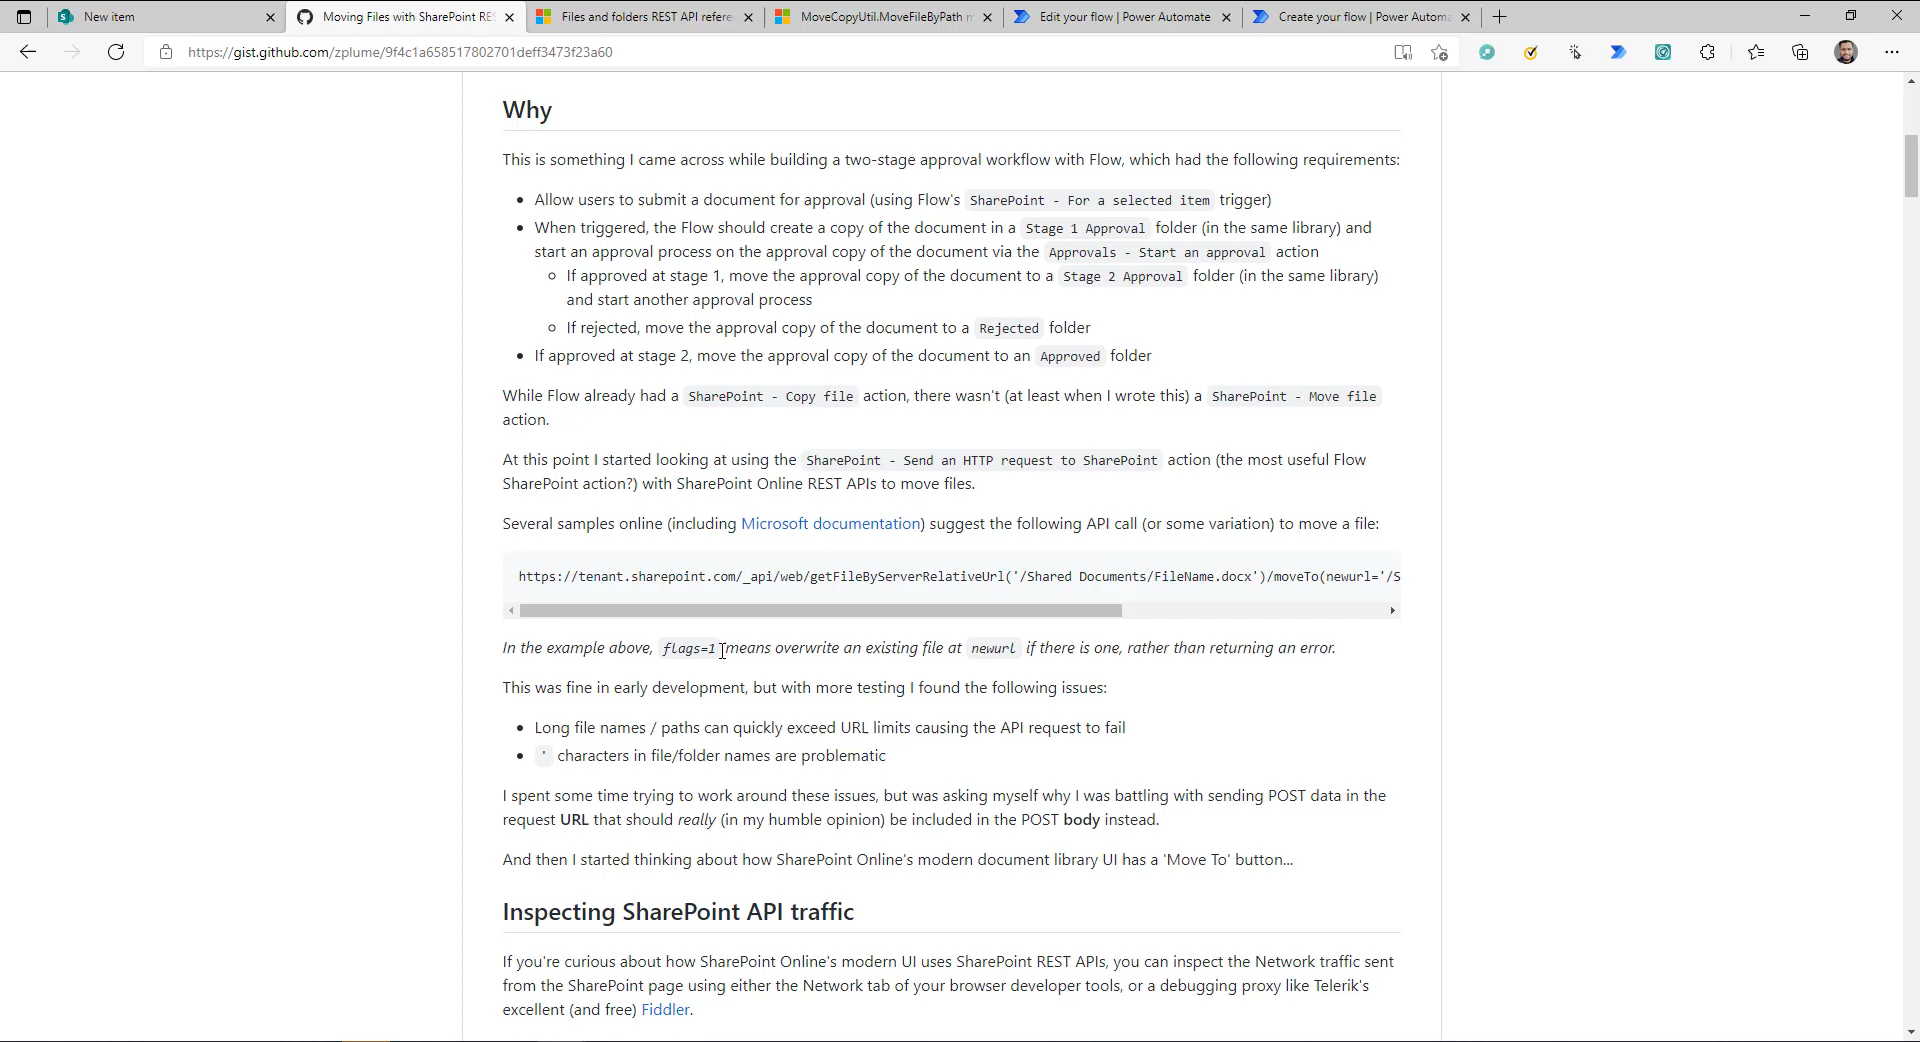 New item
Moving Files with SharePoint RES
Files and folders REST API refere
MoveCopyUtil.MoveFileByPath m
Edit your flow | Power Automate
Create your flow | Power Automa
https://gist.github.com/zplume/9f4c1a658517802701deff3473f23a60
Why
This is something I came across while building a two-stage approval workflow with Flow, which had the following requirements:
• Allow users to submit a document for approval (using Flow's SharePoint - For a selected item trigger)
• When triggered, the Flow should create a copy of the document in a Stage 1 Approval folder (in the same library) and
start an approval process on the approval copy of the document via the Approvals - Start an approval action
○ If approved at stage 1, move the approval copy of the document to a Stage 2 Approval folder (in the same library)
and start another approval process
○ If rejected, move the approval copy of the document to a Rejected folder
• If approved at stage 2, move the approval copy of the document to an Approved folder
While Flow already had a SharePoint - Copy file action, there wasn't (at least when I wrote this) a SharePoint - Move file
action.
At this point I started looking at using the SharePoint - Send an HTTP request to SharePoint action (the most useful Flow
SharePoint action?) with SharePoint Online REST APIs to move files.
Several samples online (including Microsoft documentation) suggest the following API call (or some variation) to move a file:
https://tenant.sharepoint.com/_api/web/getFileByServerRelativeUrl('/Shared Documents/FileName.docx')/moveTo(newurl='/S
In the example above, flags=1 means overwrite an existing file at newurl if there is one, rather than returning an error.
This was fine in early development, but with more testing I found the following issues:
• Long file names / paths can quickly exceed URL limits causing the API request to fail
• ' characters in file/folder names are problematic
I spent some time trying to work around these issues, but was asking myself why I was battling with sending POST data in the
request URL that should really (in my humble opinion) be included in the POST body instead.
And then I started thinking about how SharePoint Online's modern document library UI has a 'Move To' button...
Inspecting SharePoint API traffic
If you're curious about how SharePoint Online's modern UI uses SharePoint REST APIs, you can inspect the Network traffic sent
from the SharePoint page using either the Network tab of your browser developer tools, or a debugging proxy like Telerik's
excellent (and free) Fiddler.